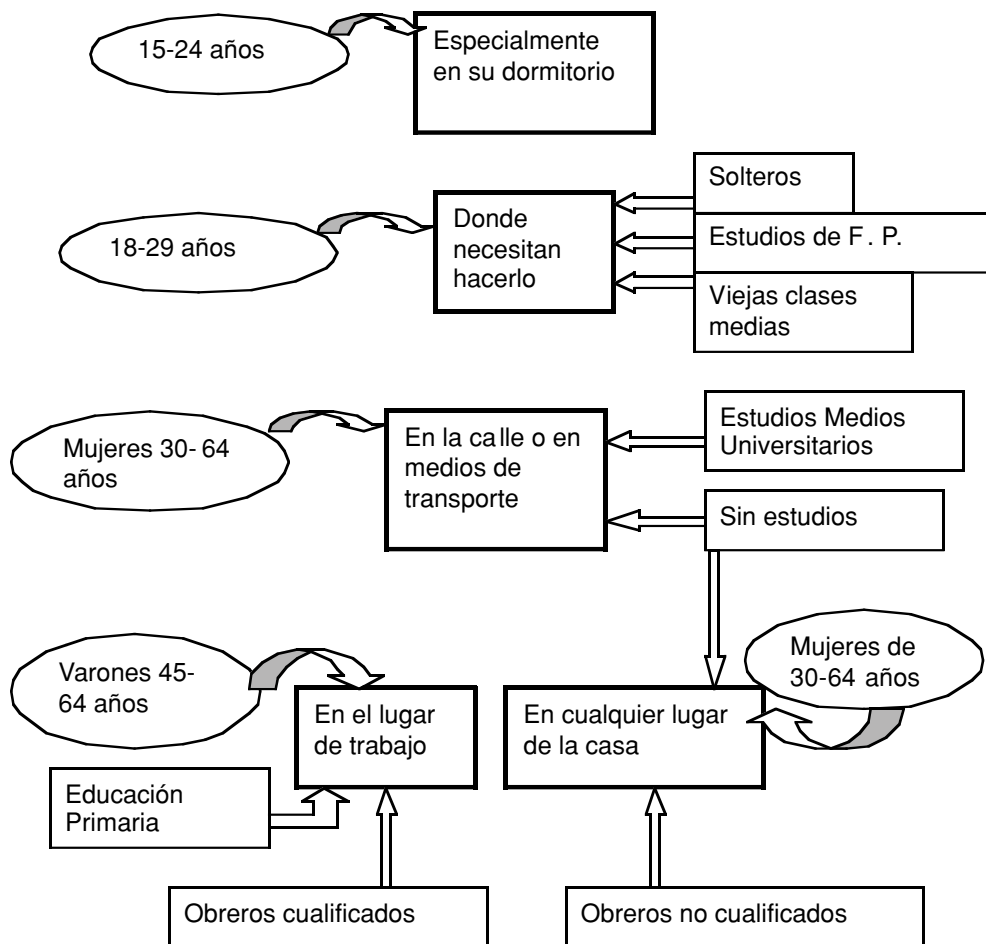 15-24 años
Especialmente
en su dormitorio
18-29 años
Donde
necesitan
hacerlo
Solteros
Estudios de F. P.
Viejas clases
medias
Mujeres 30-64
años
En la calle o en
medios de
transporte
Estudios Medios
Universitarios
Sin estudios
Varones 45-
64 años
En el lugar
de trabajo
En cualquier lugar
de la casa
Mujeres de
30-64 años
Educación
Primaria
Obreros cualificados
Obreros no cualificados